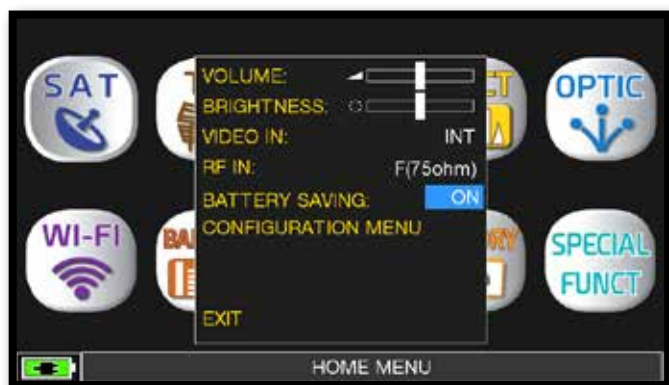 SAT
OPTIC
VOLUME:
BRIGHTNESS:
VIDEO IN: INT
RF IN: F(75ohm)
BATTERY SAVING: ON
CONFIGURATION MENU
EXIT
WI-FI
SPECIAL
FUNCT
HOME MENU